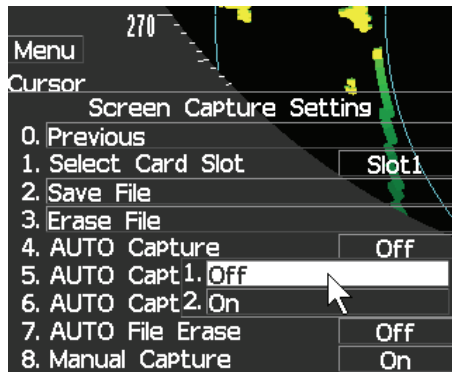 270
Menu
Cursor
Screen Capture Setting
0. Previous
1. Select Card Slot Slot1
2. Save File
3. Erase File
4. AUTO Capture Off
5. AUTO Capt 1. Off
6. AUTO Capt 2. On
7. AUTO File Erase Off
8. Manual Capture On